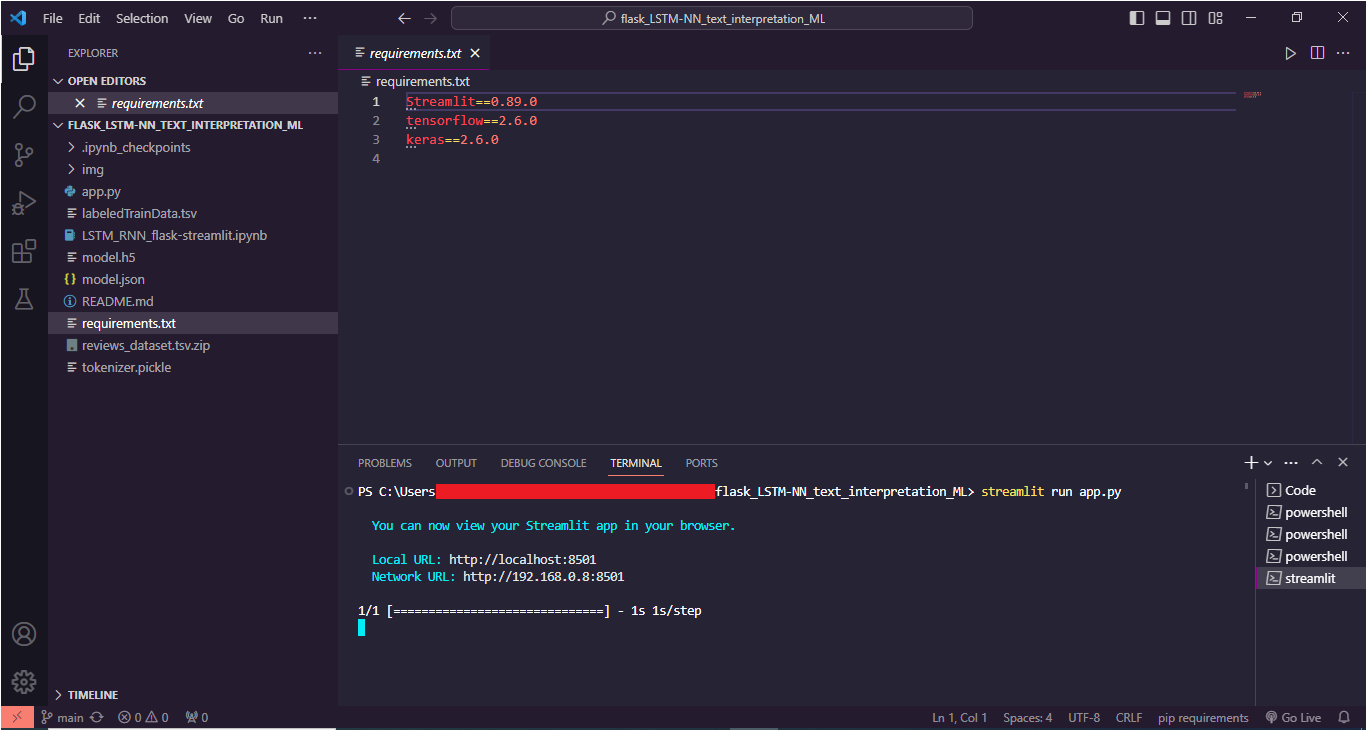 File Edit Selection View Go Run ···
flask_LSTM-NN_text_interpretation_ML
EXPLORER
OPEN EDITORS
requirements.txt
FLASK_LSTM-NN_TEXT_INTERPRETATION_ML
.ipynb_checkpoints
img
app.py
labeledTrainData.tsv
LSTM_RNN_flask-streamlit.ipynb
model.h5
model.json
README.md
requirements.txt
reviews_dataset.tsv.zip
tokenizer.pickle
TIMELINE
requirements.txt
requirements.txt
1 Streamlit==0.89.0
2 tensorflow==2.6.0
3 keras==2.6.0
4
PROBLEMS OUTPUT DEBUG CONSOLE TERMINAL PORTS
PS C:\Users flask_LSTM-NN_text_interpretation_ML> streamlit run app.py
You can now view your Streamlit app in your browser.
Local URL: http://localhost:8501
Network URL: http://192.168.0.8:8501
1/1 [==============================] - 1s 1s/step
Code
powershell
powershell
powershell
streamlit
main 0 0 0 Ln 1, Col 1 Spaces: 4 UTF-8 CRLF pip requirements Go Live